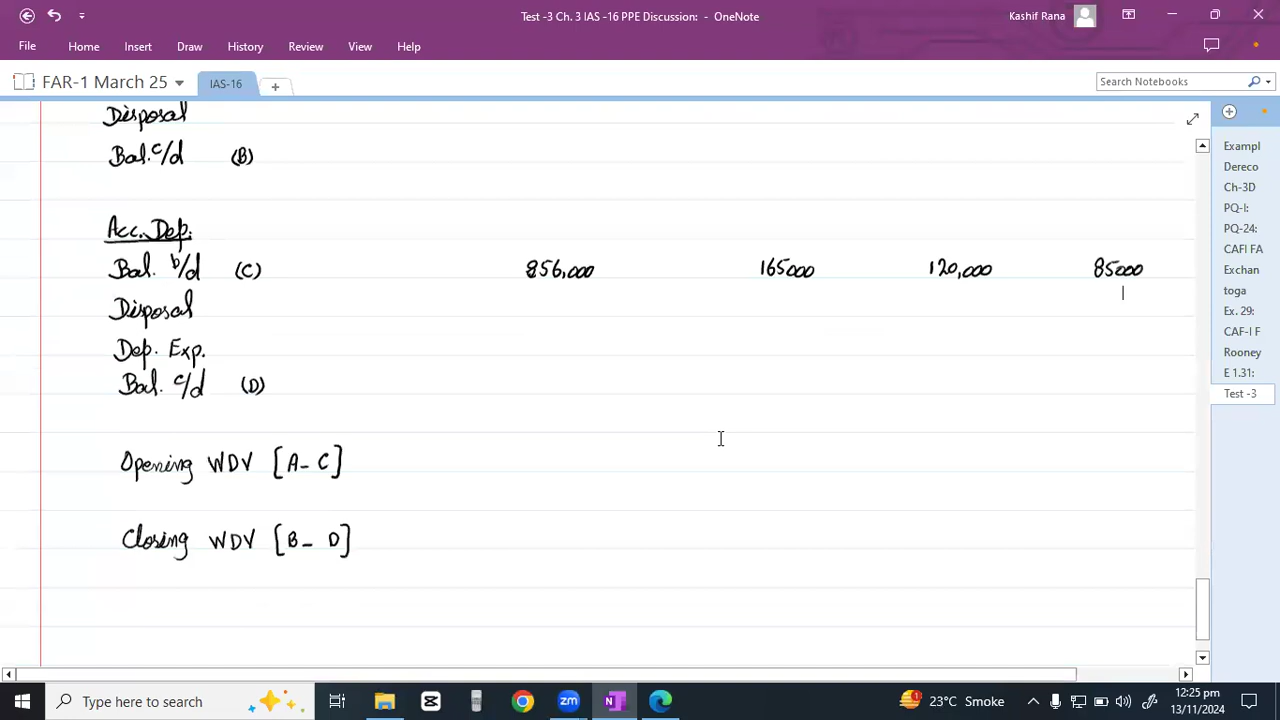 Test -3 Ch. 3 IAS -16 PPE Discussion: - OneNote
Kashif Rana
File Home Insert Draw History Review View Help
FAR-1 March 25
IAS-16
Search Notebooks
Disposal
Bal. c/d (B)
Acc. Dep.
Bal. b/d (C) 856,000 165000 120,000 85000
Disposal
Dep. Exp.
Bal. c/d (D)
Opening WDV [A - C]
Closing WDV [B - D]
Exampl
Dereco
Ch-3D
PQ-I:
PQ-24:
CAFI FA
Exchan
toga
Ex. 29:
CAF-I F
Rooney
E 1.31:
Test -3
Type here to search
23°C Smoke
12:25 pm
13/11/2024